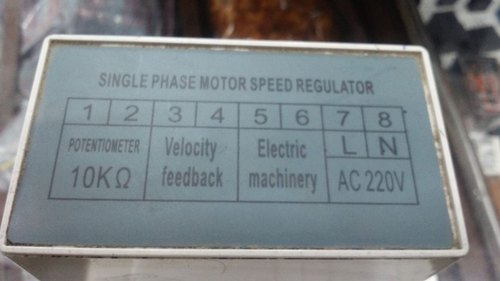 SINGLE PHASE MOTOR SPEED REGULATOR
1 2 3 4 5 6 7 8
POTENTIOMETER Velocity Electric L N
10KΩ feedback machinery AC 220V